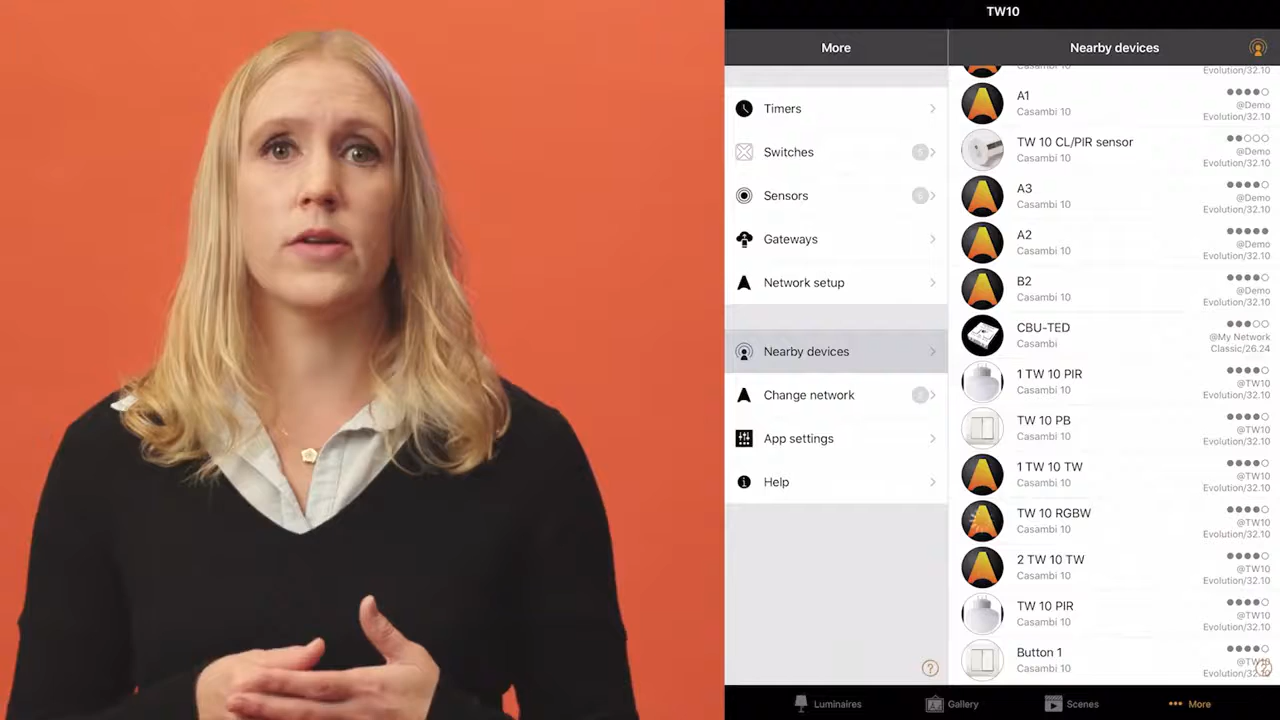 TW10
More
Timers
Switches
Sensors
Gateways
Network setup
Nearby devices
Change network
App settings
Help
Nearby devices
Casambi 10
Evolution/32.10
A1
Casambi 10
@Demo
Evolution/32.10
TW 10 CL/PIR sensor
Casambi 10
@Demo
Evolution/32.10
A3
Casambi 10
@Demo
Evolution/32.10
A2
Casambi 10
@Demo
Evolution/32.10
B2
Casambi 10
@Demo
Evolution/32.10
CBU-TED
Casambi
@My Network
Classic/26.24
1 TW 10 PIR
Casambi 10
@TW10
Evolution/32.10
TW 10 PB
Casambi 10
@TW10
Evolution/32.10
1 TW 10 TW
Casambi 10
@TW10
Evolution/32.10
TW 10 RGBW
Casambi 10
@TW10
Evolution/32.10
2 TW 10 TW
Casambi 10
@TW10
Evolution/32.10
TW 10 PIR
Casambi 10
@TW10
Evolution/32.10
Button 1
Casambi 10
@TW10
Evolution/32.10
?
?
Luminaires
Gallery
Scenes
More